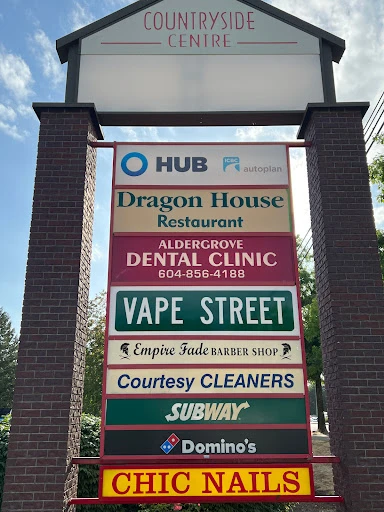 COUNTRYSIDE
CENTRE
HUB ICBC autoplan
Dragon House
Restaurant
ALDERGROVE
DENTAL CLINIC
604-856-4188
VAPE STREET
Empire Fade BARBER SHOP
Courtesy CLEANERS
SUBWAY
Domino's
CHIC NAILS